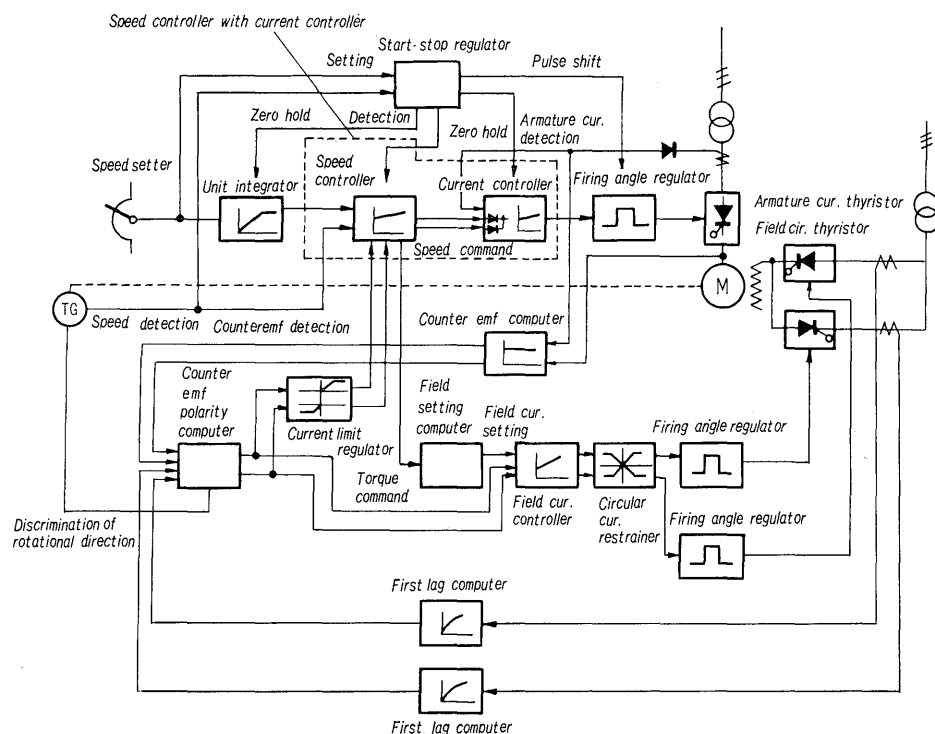 Speed controller with current controller
Start-stop regulator
Setting
Pulse shift
Zero hold
Detection
Zero hold
Armature cur.
detection
Speed setter
Unit integrator
Speed
controller
Current controller
Firing angle regulator
Armature cur. thyristor
Field cir. thyristor
Speed command
M
TG
Speed detection
Counteremf detection
Counter emf computer
Counter
emf
polarity
computer
Current limit
regulator
Field
setting
computer
Field cur.
setting
Firing angle regulator
Torque
command
Field cur.
controller
Circular
cur.
restrainer
Firing angle regulator
Discrimination of
rotational direction
First lag computer
First lag computer